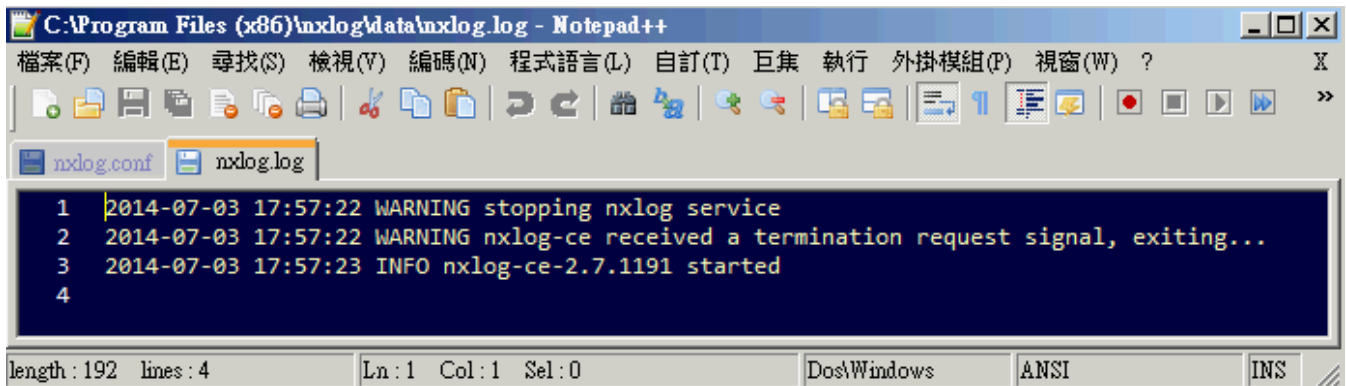 C:\Program Files (x86)\nxlog\data\nxlog.log - Notepad++
檔案(F) 編輯(E) 尋找(S) 檢視(V) 編碼(N) 程式語言(L) 自訂(T) 巨集 執行 外掛模組(P) 視窗(W) ? X
nxlog.conf nxlog.log
1 2014-07-03 17:57:22 WARNING stopping nxlog service
2 2014-07-03 17:57:22 WARNING nxlog-ce received a termination request signal, exiting...
3 2014-07-03 17:57:23 INFO nxlog-ce-2.7.1191 started
4
length : 192 lines : 4 Ln : 1 Col : 1 Sel : 0 Dos\Windows ANSI INS